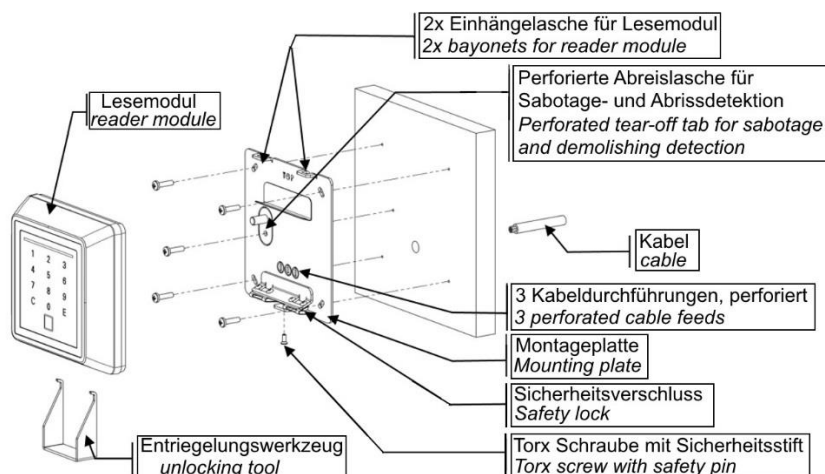 2x Einhängelasche für Lesemodul
2x bayonets for reader module
Perforierte Abreislasche für
Sabotage- und Abrissdetektion
Perforated tear-off tab for sabotage
and demolishing detection
Lesemodul
reader module
TOP
1 2 3
4 5 6
7 8 9
C 0 E
Kabel
cable
3 Kabeldurchführungen, perforiert
3 perforated cable feeds
Montageplatte
Mounting plate
Sicherheitsverschluss
Safety lock
Entriegelungswerkzeug
unlocking tool
Torx Schraube mit Sicherheitsstift
Torx screw with safety pin